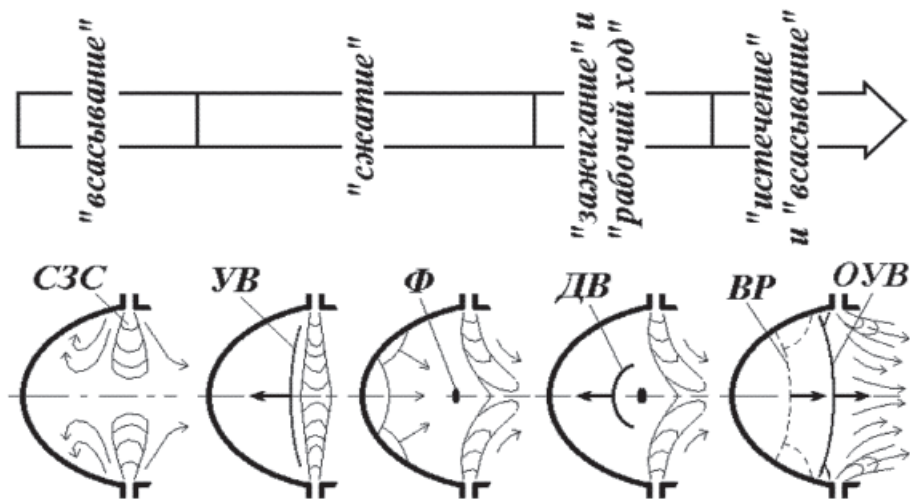 "всасывание"
"сжатие"
"зажигание" и
"рабочий ход"
"истечение"
и "всасывание"
СЗС
УВ
Ф
ДВ
ВР
ОУВ